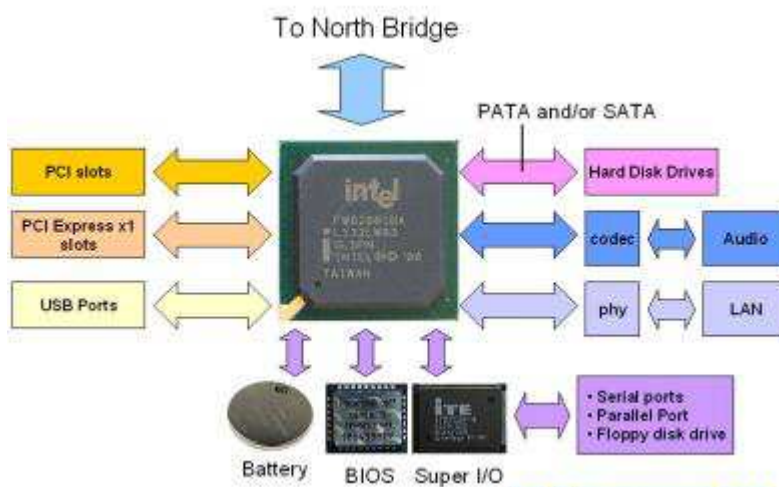 To North Bridge
PATA and/or SATA
PCI slots
Hard Disk Drives
intel
PCI Express x1
slots
codec
Audio
TAIWAN
USB Ports
phy
LAN
iTE
• Serial ports
• Parallel Port
• Floppy disk drive
Battery
BIOS
Super I/O